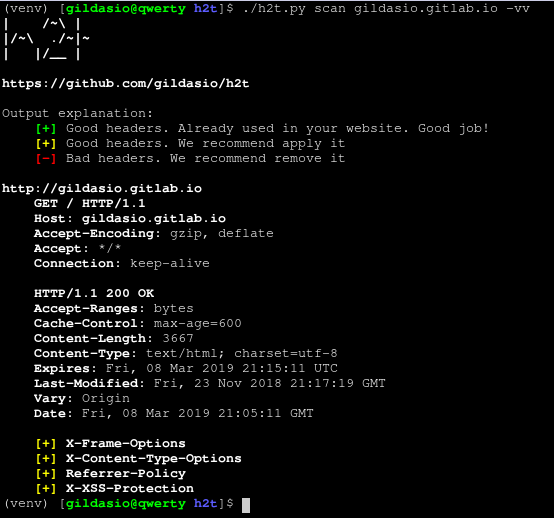 (venv) [gildasio@qwerty h2t]$ ./h2t.py scan gildasio.gitlab.io -vv
|     /~\ |
|/~\  ./~|~
|   |/__ |
https://github.com/gildasio/h2t
Output explanation:
[+] Good headers. Already used in your website. Good job!
[+] Good headers. We recommend apply it
[-] Bad headers. We recommend remove it
http://gildasio.gitlab.io
GET / HTTP/1.1
Host: gildasio.gitlab.io
Accept-Encoding: gzip, deflate
Accept: */*
Connection: keep-alive
HTTP/1.1 200 OK
Accept-Ranges: bytes
Cache-Control: max-age=600
Content-Length: 3667
Content-Type: text/html; charset=utf-8
Expires: Fri, 08 Mar 2019 21:15:11 UTC
Last-Modified: Fri, 23 Nov 2018 21:17:19 GMT
Vary: Origin
Date: Fri, 08 Mar 2019 21:05:11 GMT
[+] X-Frame-Options
[+] X-Content-Type-Options
[+] Referrer-Policy
[+] X-XSS-Protection
(venv) [gildasio@qwerty h2t]$